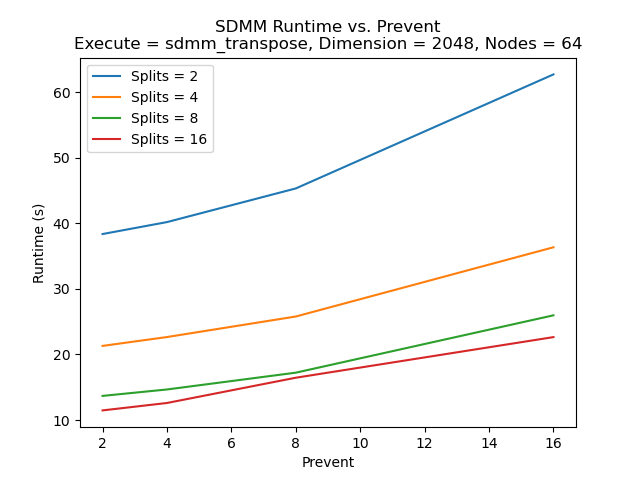 SDMM Runtime vs. Prevent
Execute = sdmm_transpose, Dimension = 2048, Nodes = 64
Splits = 2
Splits = 4
Splits = 8
Splits = 16
60
50
40
30
20
10
Runtime (s)
2 4 6 8 10 12 14 16
Prevent